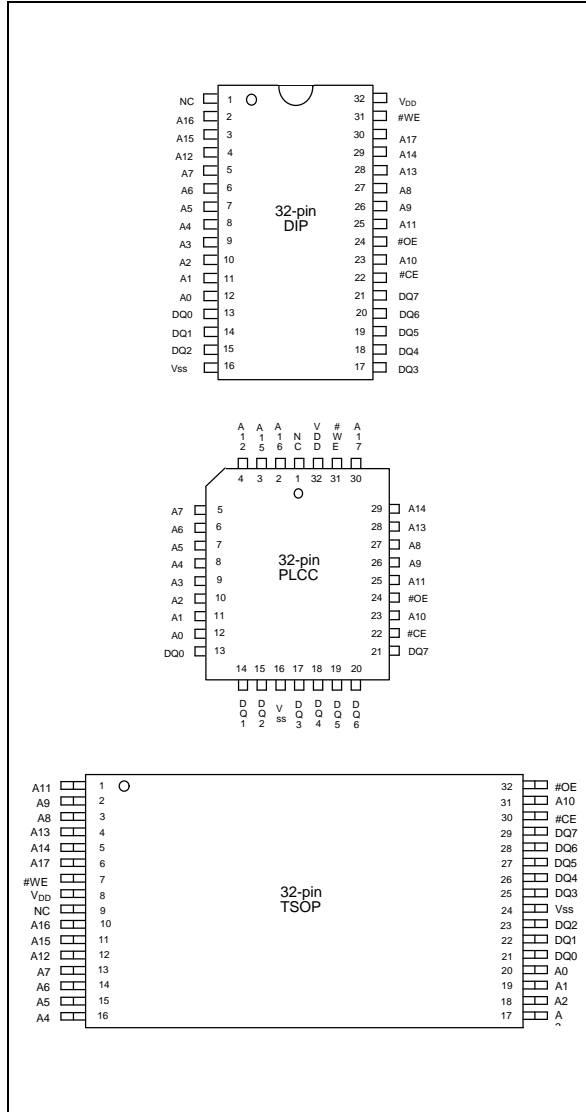 NC 1 32 VDD
A16 2 31 #WE
A15 3 30 A17
A12 4 29 A14
A7 5 28 A13
A6 6 27 A8
A5 7 26 A9
A4 8 25 A11
A3 9 24 #OE
A2 10 23 A10
A1 11 22 #CE
A0 12 21 DQ7
DQ0 13 20 DQ6
DQ1 14 19 DQ5
DQ2 15 18 DQ4
Vss 16 17 DQ3
32-pin
DIP
A12 A15 A16 NC VDD #WE A17
4 3 2 1 32 31 30
A7 5 29 A14
A6 6 28 A13
A5 7 27 A8
A4 8 26 A9
A3 9 25 A11
A2 10 24 #OE
A1 11 23 A10
A0 12 22 #CE
DQ0 13 21 DQ7
32-pin
PLCC
14 15 16 17 18 19 20
DQ1 DQ2 Vss DQ3 DQ4 DQ5 DQ6
A11 1 32 #OE
A9 2 31 A10
A8 3 30 #CE
A13 4 29 DQ7
A14 5 28 DQ6
A17 6 27 DQ5
#WE 7 26 DQ4
VDD 8 25 DQ3
NC 9 24 Vss
A16 10 23 DQ2
A15 11 22 DQ1
A12 12 21 DQ0
A7 13 20 A0
A6 14 19 A1
A5 15 18 A2
A4 16 17 A
32-pin
TSOP